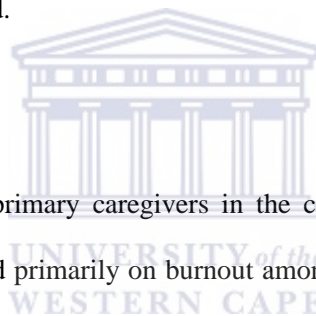 d.
primary caregivers in the c
UNIVERSITY of the
d primarily on burnout amon
WESTERN CAPE